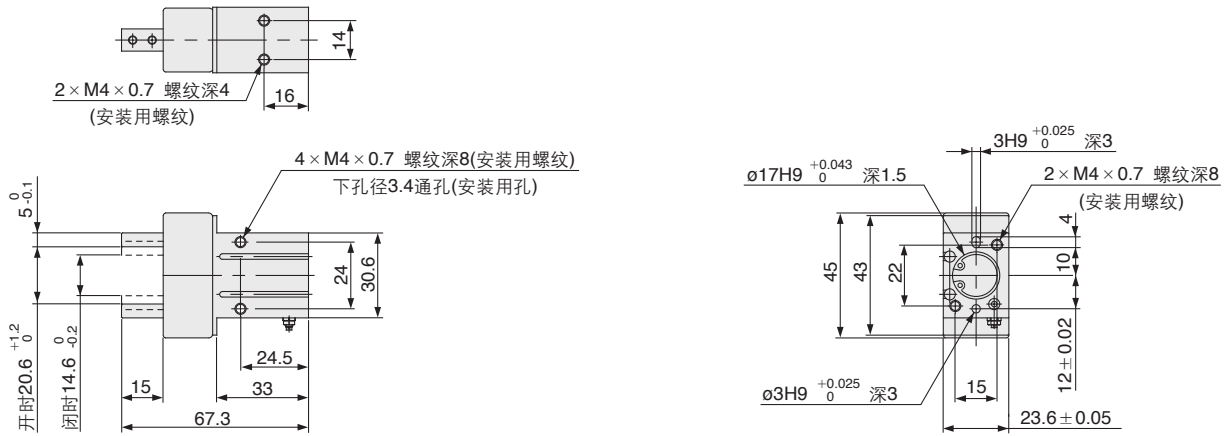 14
16
2×M4×0.7 螺纹深4
(安装用螺纹)
4×M4×0.7 螺纹深8(安装用螺纹)
下孔径3.4通孔(安装用孔)
5 0 -0.1
开时20.6 +1.2 0
闭时14.6 0 -0.2
24
30.6
24.5
15
33
67.3
3H9 +0.025 0 深3
ø17H9 +0.043 0 深1.5
2×M4×0.7 螺纹深8
(安装用螺纹)
4
10
45
43
22
12±0.02
ø3H9 +0.025 0 深3
15
23.6±0.05